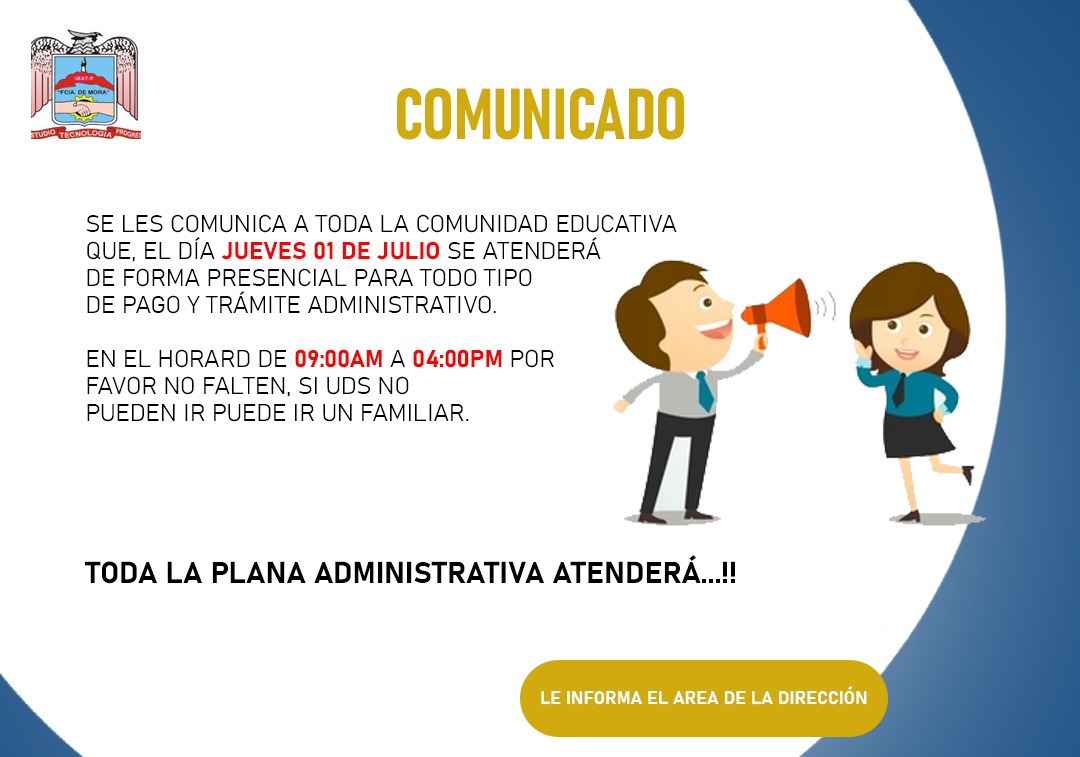 I.E.S.T. P.
"FCIA. DE MORA"
STUDIO TECNOLOGÍA PROGRES
COMUNICADO
SE LES COMUNICA A TODA LA COMUNIDAD EDUCATIVA
QUE, EL DÍA JUEVES 01 DE JULIO SE ATENDERÁ
DE FORMA PRESENCIAL PARA TODO TIPO
DE PAGO Y TRÁMITE ADMINISTRATIVO.
EN EL HORARD DE 09:00AM A 04:00PM POR
FAVOR NO FALTEN, SI UDS NO
PUEDEN IR PUEDE IR UN FAMILIAR.
TODA LA PLANA ADMINISTRATIVA ATENDERÁ...!!
LE INFORMA EL AREA DE LA DIRECCIÓN